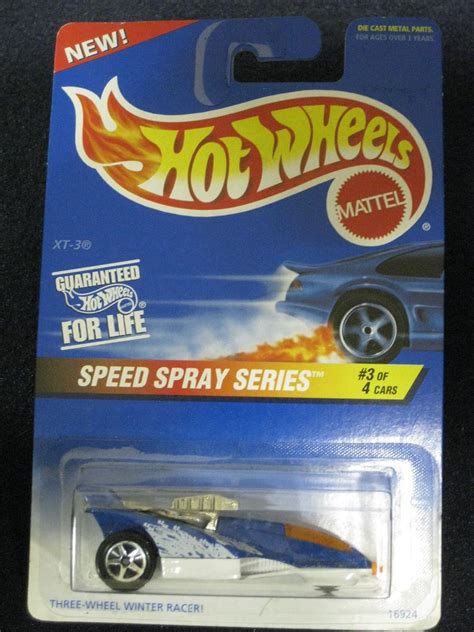 NEW!
DIE CAST METAL PARTS.
FOR AGES OVER 3 YEARS.
HOT WHEELS
®
MATTEL
XT-3®
GUARANTEED
Hot Wheels
FOR LIFE
SPEED SPRAY SERIES™
#3 OF
4 CARS
THREE-WHEEL WINTER RACER!
16924